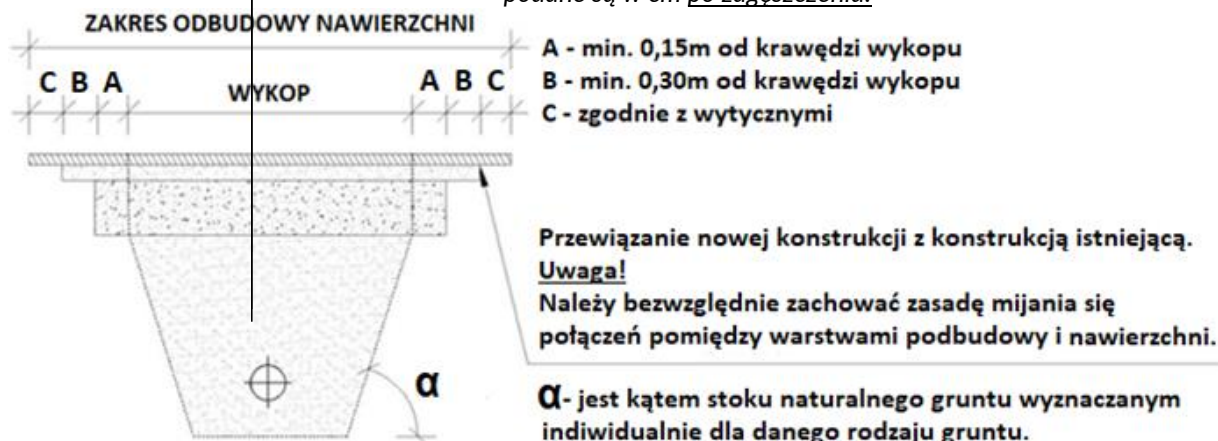 podane są w cm po zagęszczeniu.
ZAKRES ODBUDOWY NAWIERZCHNI
C B A WYKOP A B C
A - min. 0,15m od krawędzi wykopu
B - min. 0,30m od krawędzi wykopu
C - zgodnie z wytycznymi
Przewiązanie nowej konstrukcji z konstrukcją istniejącą.
Uwaga!
Należy bezwzględnie zachować zasadę mijania się
połączeń pomiędzy warstwami podbudowy i nawierzchni.
α
α- jest kątem stoku naturalnego gruntu wyznaczanym
indiwidualnie dla danego rodzaju gruntu.